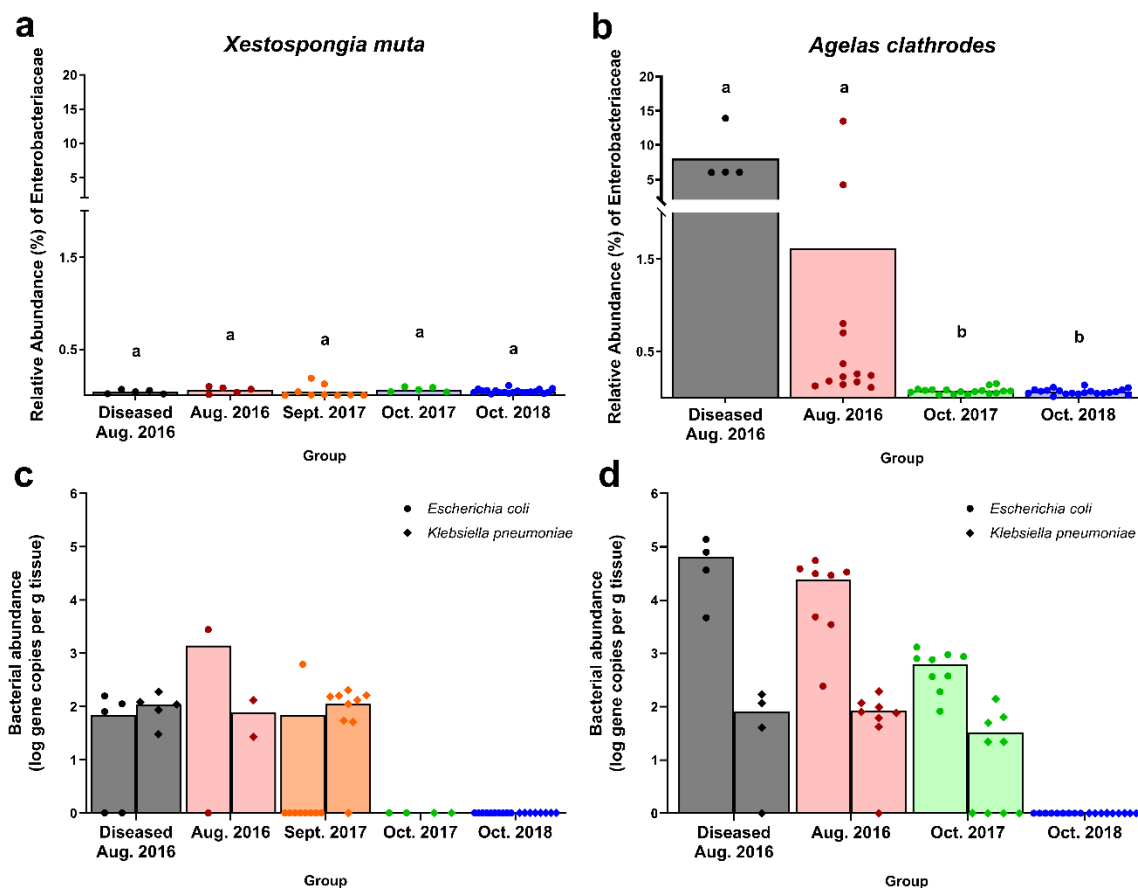 a
Xestospongia muta
Relative Abundance (%) of Enterobacteriaceae
20
15
10
5
1.5
0.5
a
a
a
a
a
Diseased
Aug. 2016
Aug. 2016
Sept. 2017
Oct. 2017
Oct. 2018
Group
b
Agelas clathrodes
Relative Abundance (%) of Enterobacteriaceae
20
15
10
5
1.5
0.5
a
a
b
b
Diseased
Aug. 2016
Aug. 2016
Oct. 2017
Oct. 2018
Group
c
Bacterial abundance
(log gene copies per g tissue)
6
5
4
3
2
1
0
Escherichia coli
Klebsiella pneumoniae
Diseased
Aug. 2016
Aug. 2016
Sept. 2017
Oct. 2017
Oct. 2018
Group
d
Bacterial abundance
(log gene copies per g tissue)
6
5
4
3
2
1
0
Escherichia coli
Klebsiella pneumoniae
Diseased
Aug. 2016
Aug. 2016
Oct. 2017
Oct. 2018
Group